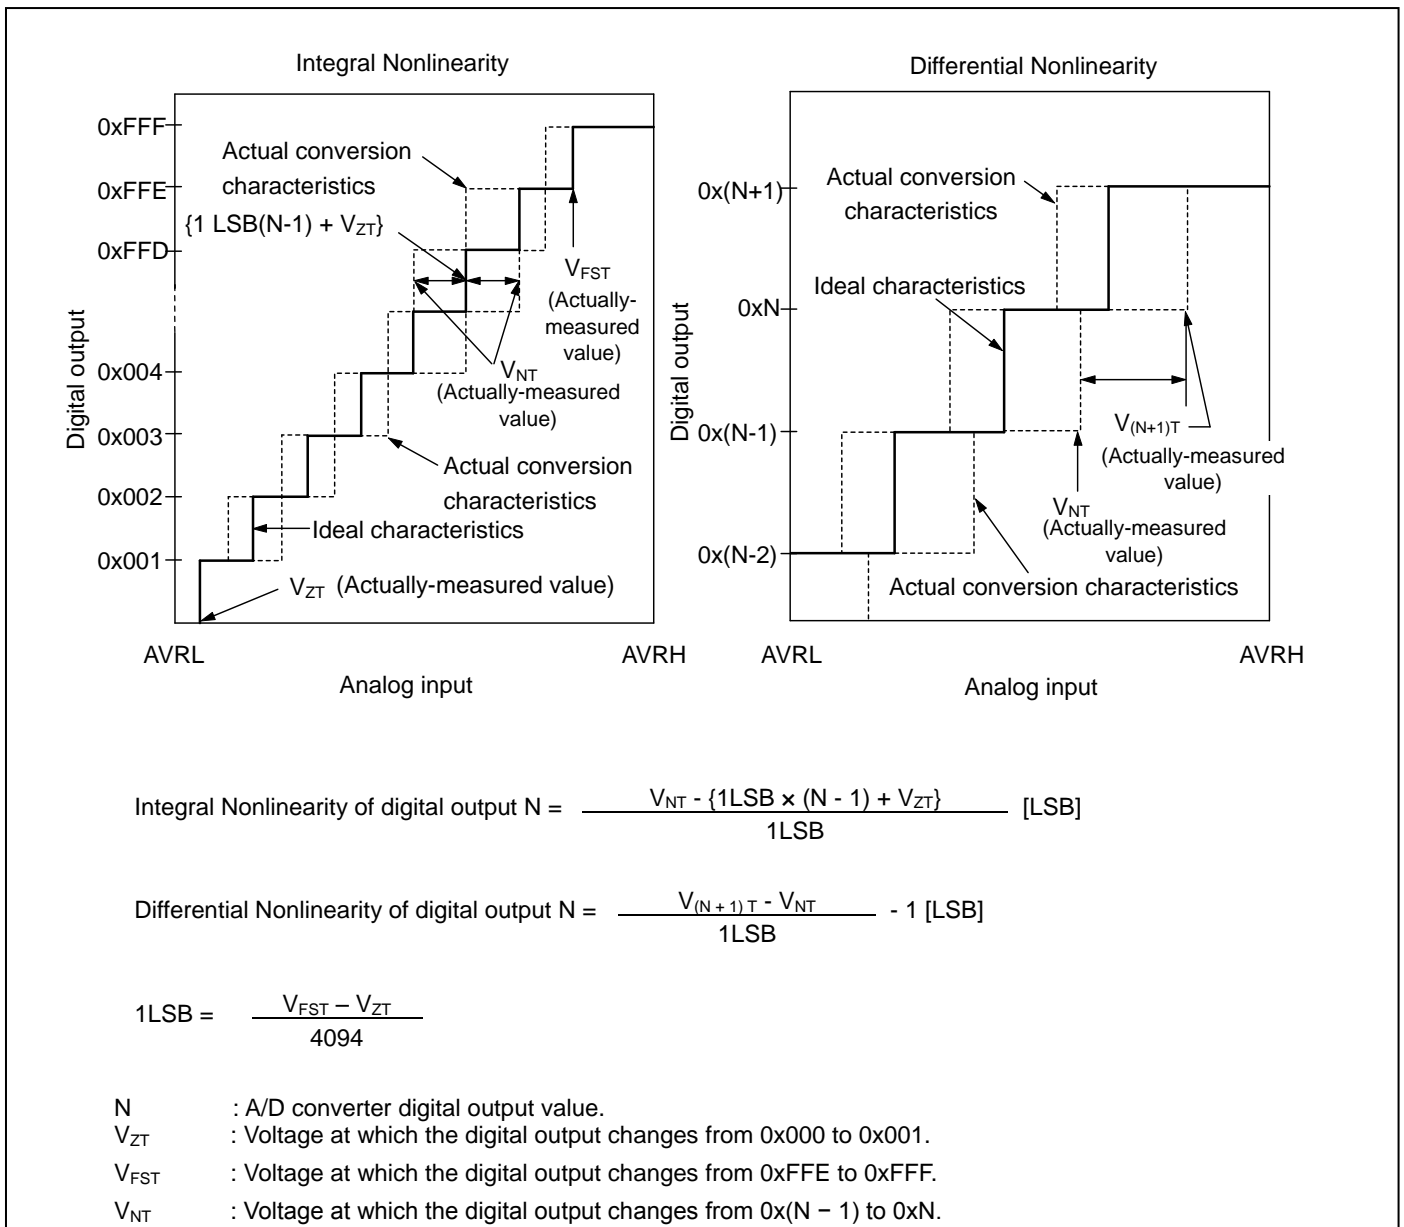 Integral Nonlinearity
0xFFF
0xFFE
0xFFD
0x004
0x003
0x002
0x001
Digital output
Actual conversion
characteristics
{1 LSB(N-1) + VZT}
VFST
(Actually-
measured
value)
VNT
(Actually-measured
value)
Actual conversion
characteristics
Ideal characteristics
VZT (Actually-measured value)
AVRL
AVRH
Analog input
Differential Nonlinearity
0x(N+1)
0xN
0x(N-1)
0x(N-2)
Digital output
Actual conversion
characteristics
Ideal characteristics
V(N+1)T
(Actually-measured
value)
VNT
(Actually-measured
value)
Actual conversion characteristics
AVRL
AVRH
Analog input
Integral Nonlinearity of digital output N = VNT - {1LSB × (N - 1) + VZT} [LSB]
1LSB
Differential Nonlinearity of digital output N = V(N + 1) T - VNT - 1 [LSB]
1LSB
1LSB = VFST – VZT
4094
N : A/D converter digital output value.
VZT : Voltage at which the digital output changes from 0x000 to 0x001.
VFST : Voltage at which the digital output changes from 0xFFE to 0xFFF.
VNT : Voltage at which the digital output changes from 0x(N − 1) to 0xN.